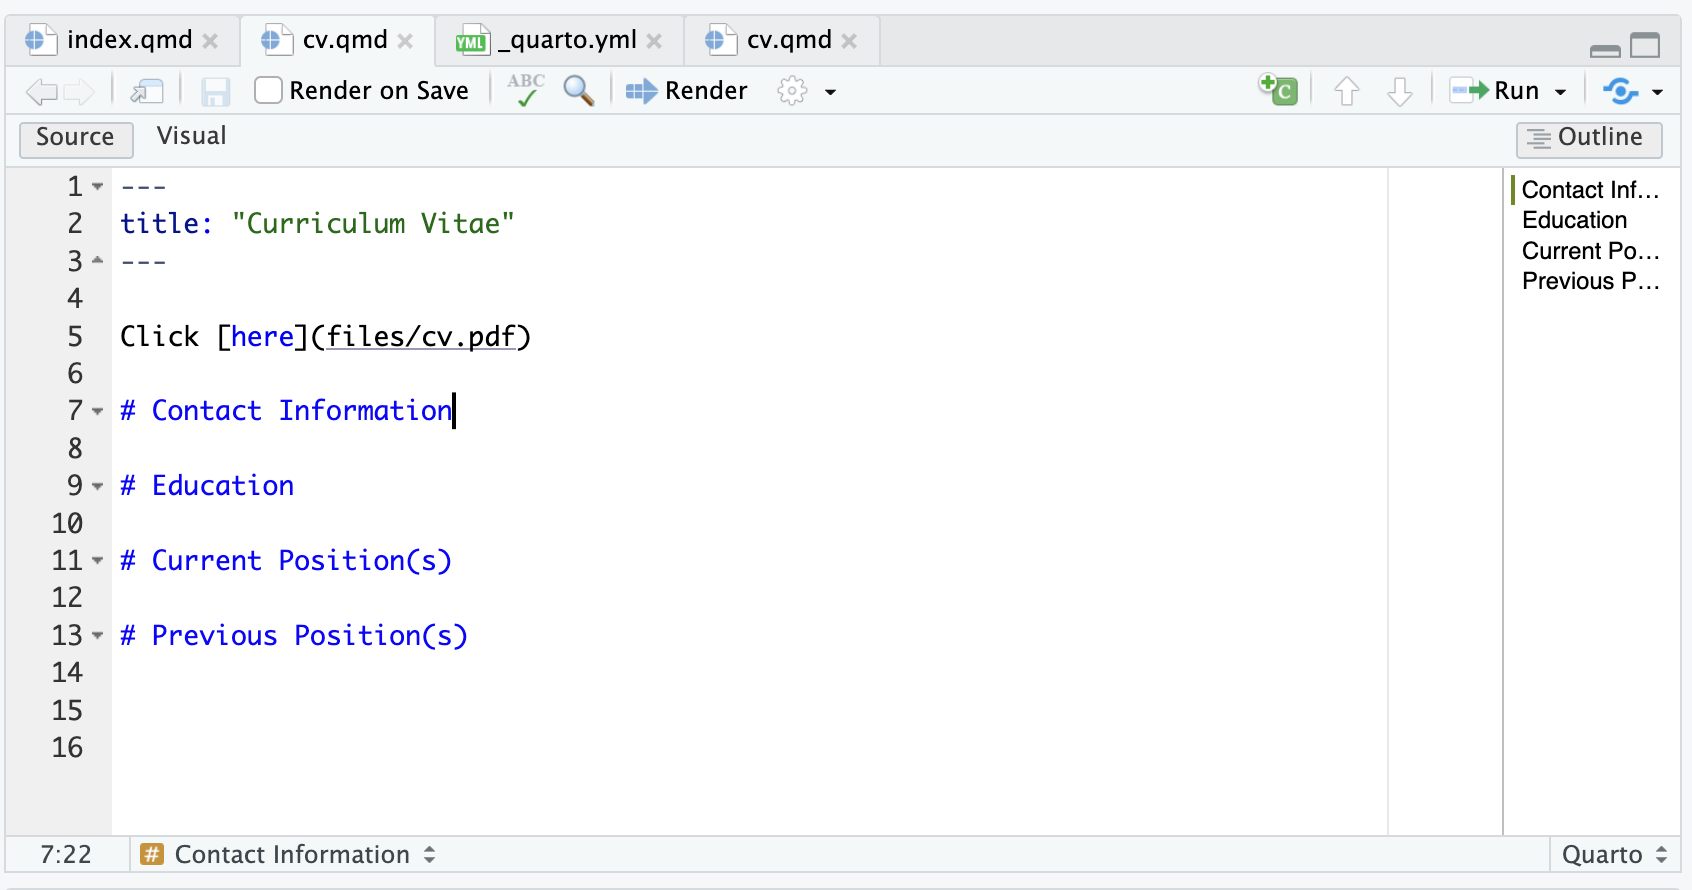 index.qmd cv.qmd YML _quarto.yml cv.qmd
Render on Save ABC Render C Run
Source Visual Outline
1 ---
2 title: "Curriculum Vitae"
3 ---
4
5 Click [here](files/cv.pdf)
6
7 # Contact Information
8
9 # Education
10
11 # Current Position(s)
12
13 # Previous Position(s)
14
15
16
Contact Inf...
Education
Current Po...
Previous P...
7:22 # Contact Information Quarto